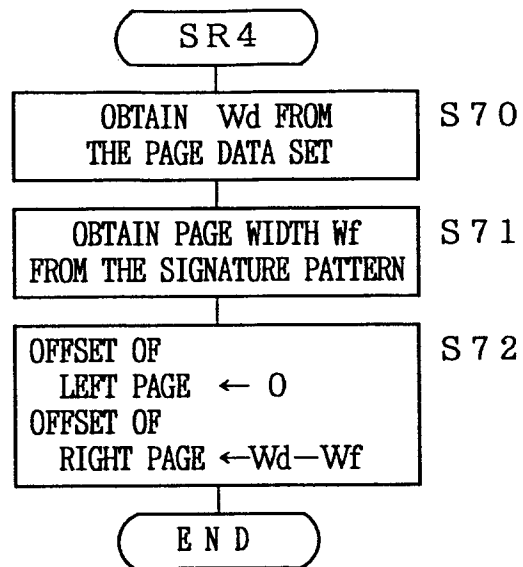 SR4
OBTAIN Wd FROM
THE PAGE DATA SET
S70
OBTAIN PAGE WIDTH Wf
FROM THE SIGNATURE PATTERN
S71
OFFSET OF
LEFT PAGE ← 0
OFFSET OF
RIGHT PAGE ←Wd—Wf
S72
END